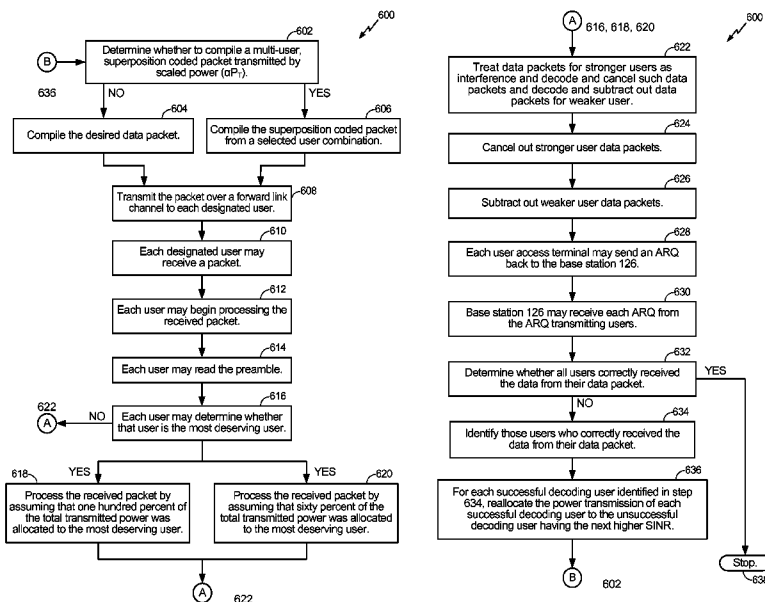 600
602
Determine whether to compile a multi-user,
superposition coded packet transmitted by
scaled power (αPT).
B
636
NO
YES
604
Compile the desired data packet.
606
Compile the superposition coded packet
from a selected user combination.
608
Transmit the packet over a forward link
channel to each designated user.
610
Each designated user may
receive a packet.
612
Each user may begin processing the
received packet.
614
Each user may read the preamble.
616
Each user may determine whether
that user is the most deserving user.
NO
622
A
618
YES
Process the received packet by
assuming that one hundred percent of
the total transmitted power was
allocated to the most deserving user.
YES
620
Process the received packet by
assuming that sixty percent of the
total transmitted power was allocated
to the most deserving user.
A
622
A
616, 618, 620
600
622
Treat data packets for stronger users as
interference and decode and cancel such data
packets and decode and subtract out data
packets for weaker user.
624
Cancel out stronger user data packets.
626
Subtract out weaker user data packets.
628
Each user access terminal may send an ARQ
back to the base station 126.
630
Base station 126 may receive each ARQ from
the ARQ transmitting users.
632
Determine whether all users correctly received
the data from their data packet.
YES
NO
634
Identify those users who correctly received the
data from their data packet.
636
For each successful decoding user identified in step
634, reallocate the power transmission of each
successful decoding user to the unsuccessful
decoding user having the next higher SINR.
B
602
Stop.
638